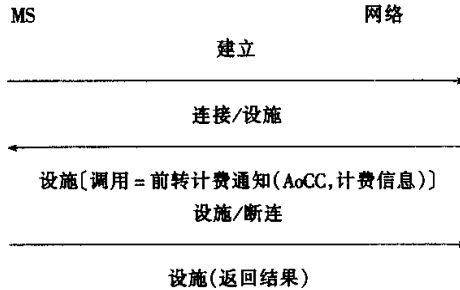 MS 网络
建立
连接/设施
设施〔调用=前转计费通知(AoCC,计费信息)〕
设施/断连
设施(返回结果)